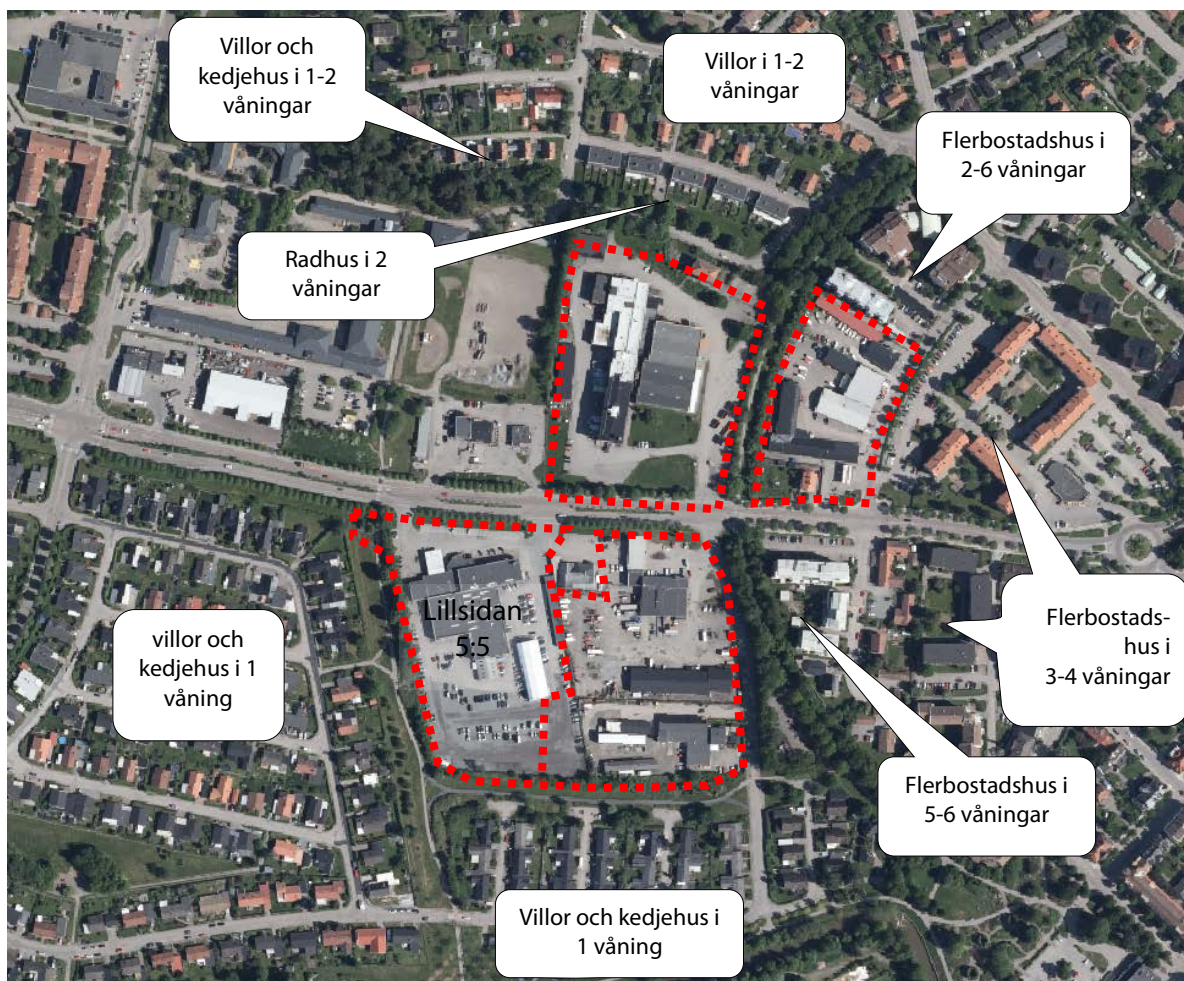 Villor och
kedjehus i 1-2
våningar
Villor i 1-2
våningar
Flerbostadshus i
2-6 våningar
Radhus i 2
våningar
Lillsidan
5:5
villor och
kedjehus i 1
våning
Flerbostads-
hus i
3-4 våningar
Flerbostadshus i
5-6 våningar
Villor och kedjehus i
1 våning